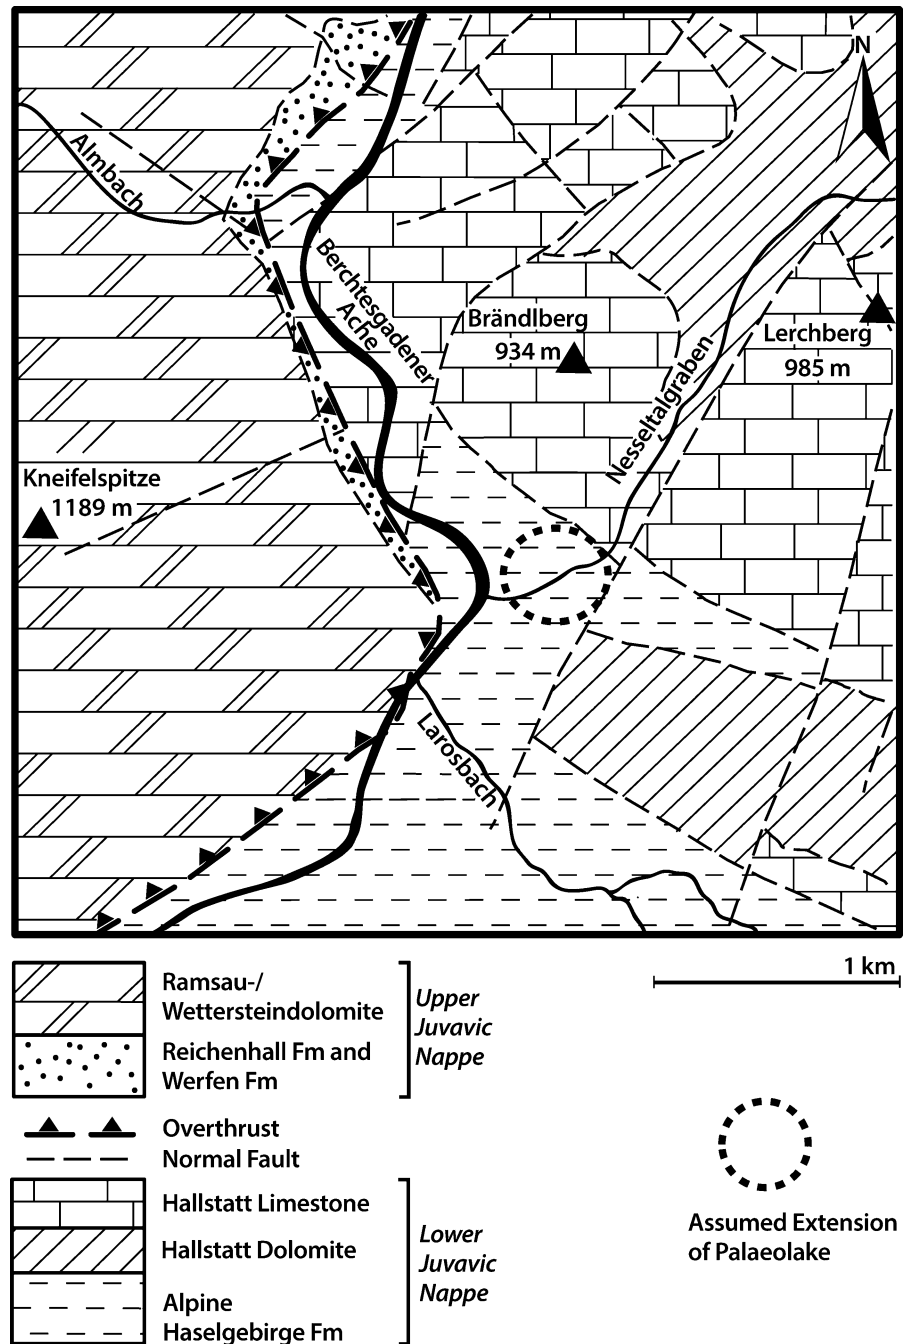 N
Almbach
Berchtesgadener
Ache
Brändlberg
934 m
Lerchberg
985 m
Nesseltalgraben
Kneifelspitze
1189 m
Larosbach
1 km
Ramsau-/
Wettersteindolomite
Reichenhall Fm and
Werfen Fm
Upper
Juvavic
Nappe
Overthrust
Normal Fault
Hallstatt Limestone
Hallstatt Dolomite
Alpine
Haselgebirge Fm
Lower
Juvavic
Nappe
Assumed Extension
of Palaeolake